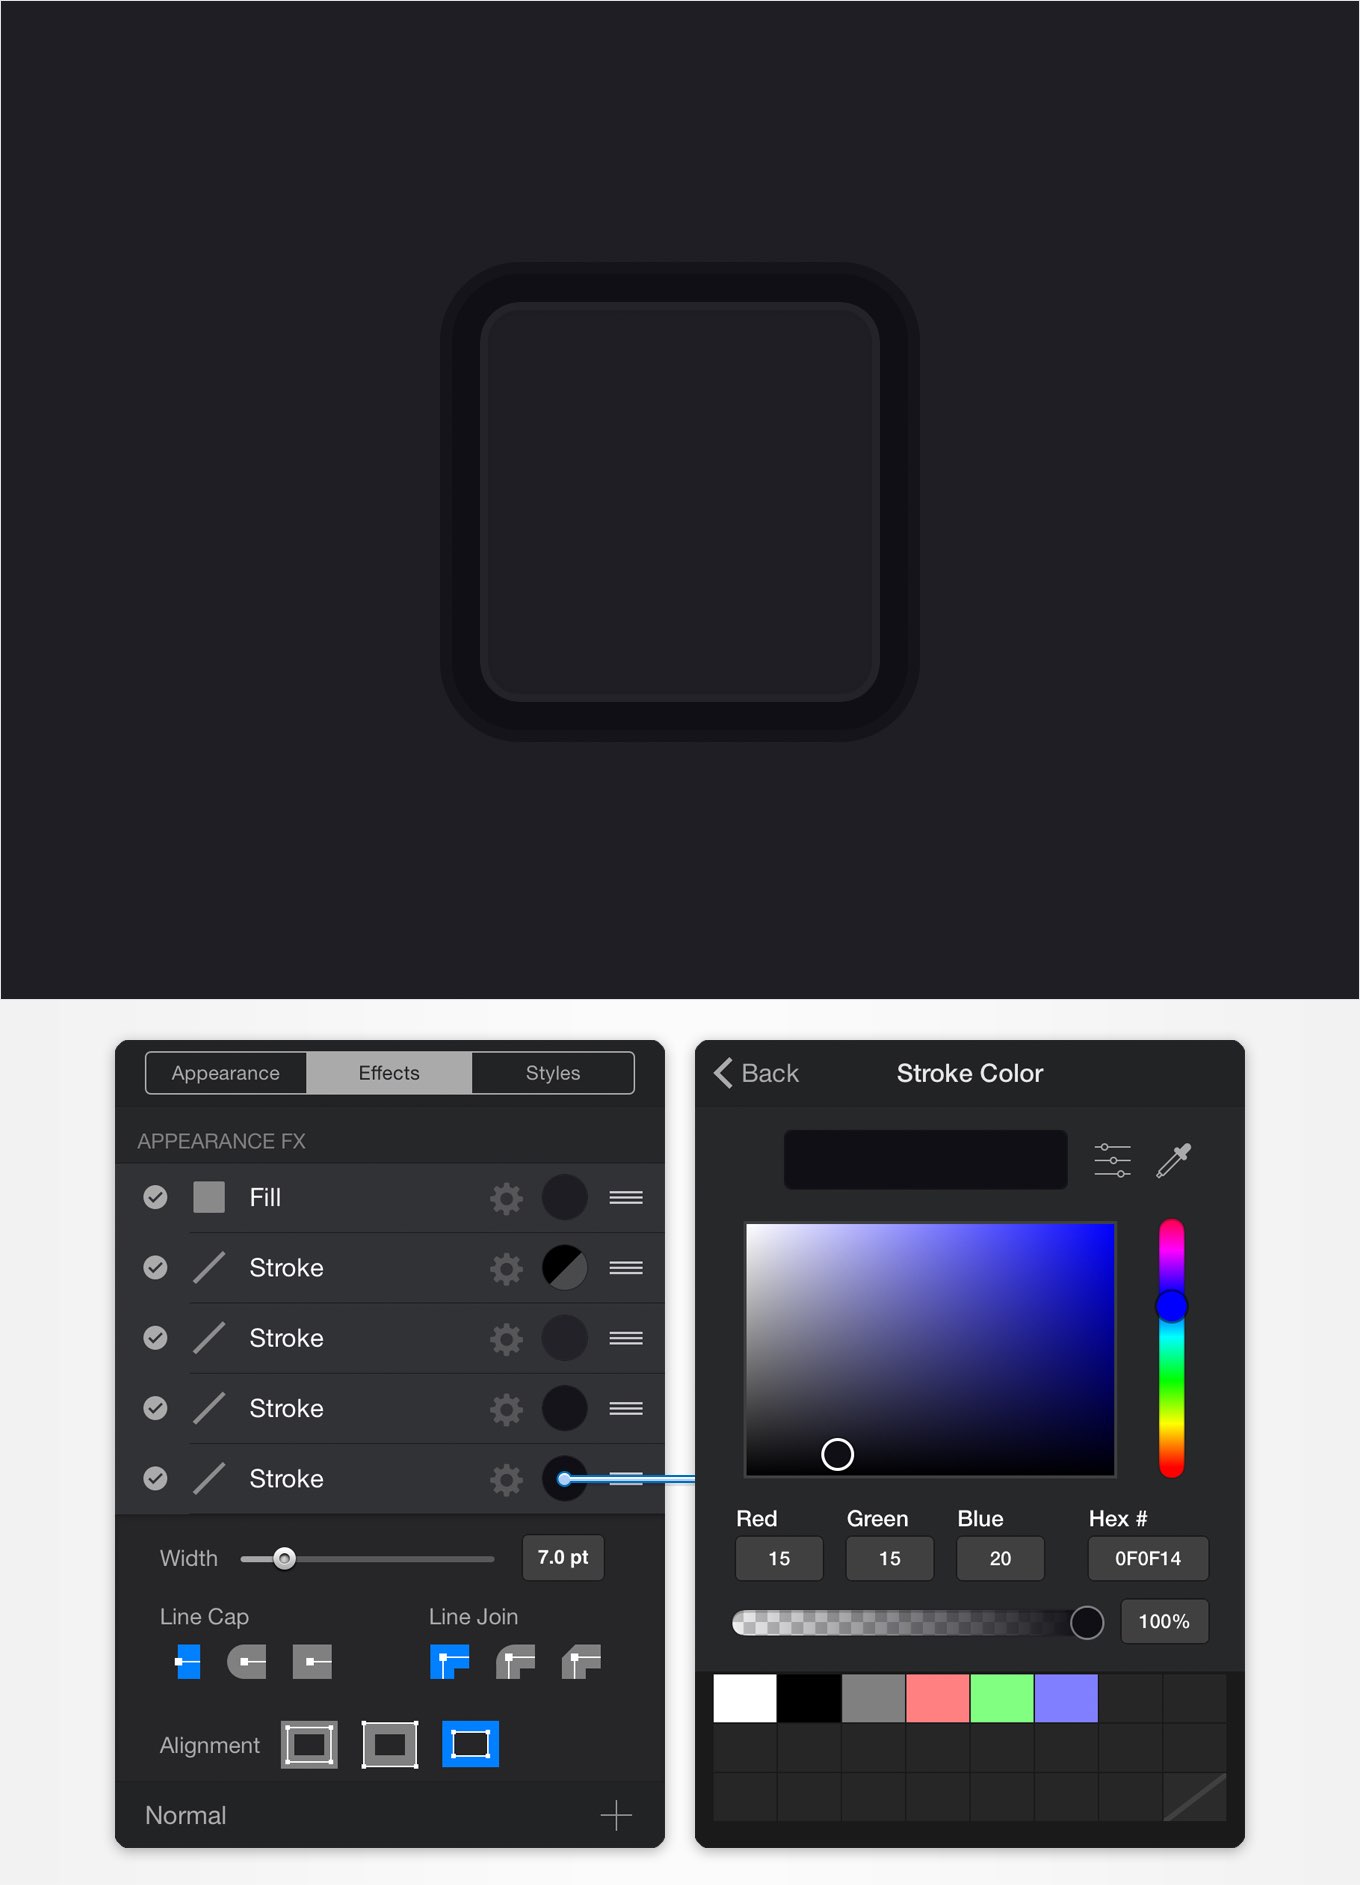 Appearance Effects Styles
APPEARANCE FX
Fill
Stroke
Stroke
Stroke
Stroke
Width 7.0 pt
Line Cap Line Join
Alignment
Normal
Back Stroke Color
Red Green Blue Hex #
15 15 20 0F0F14
100%